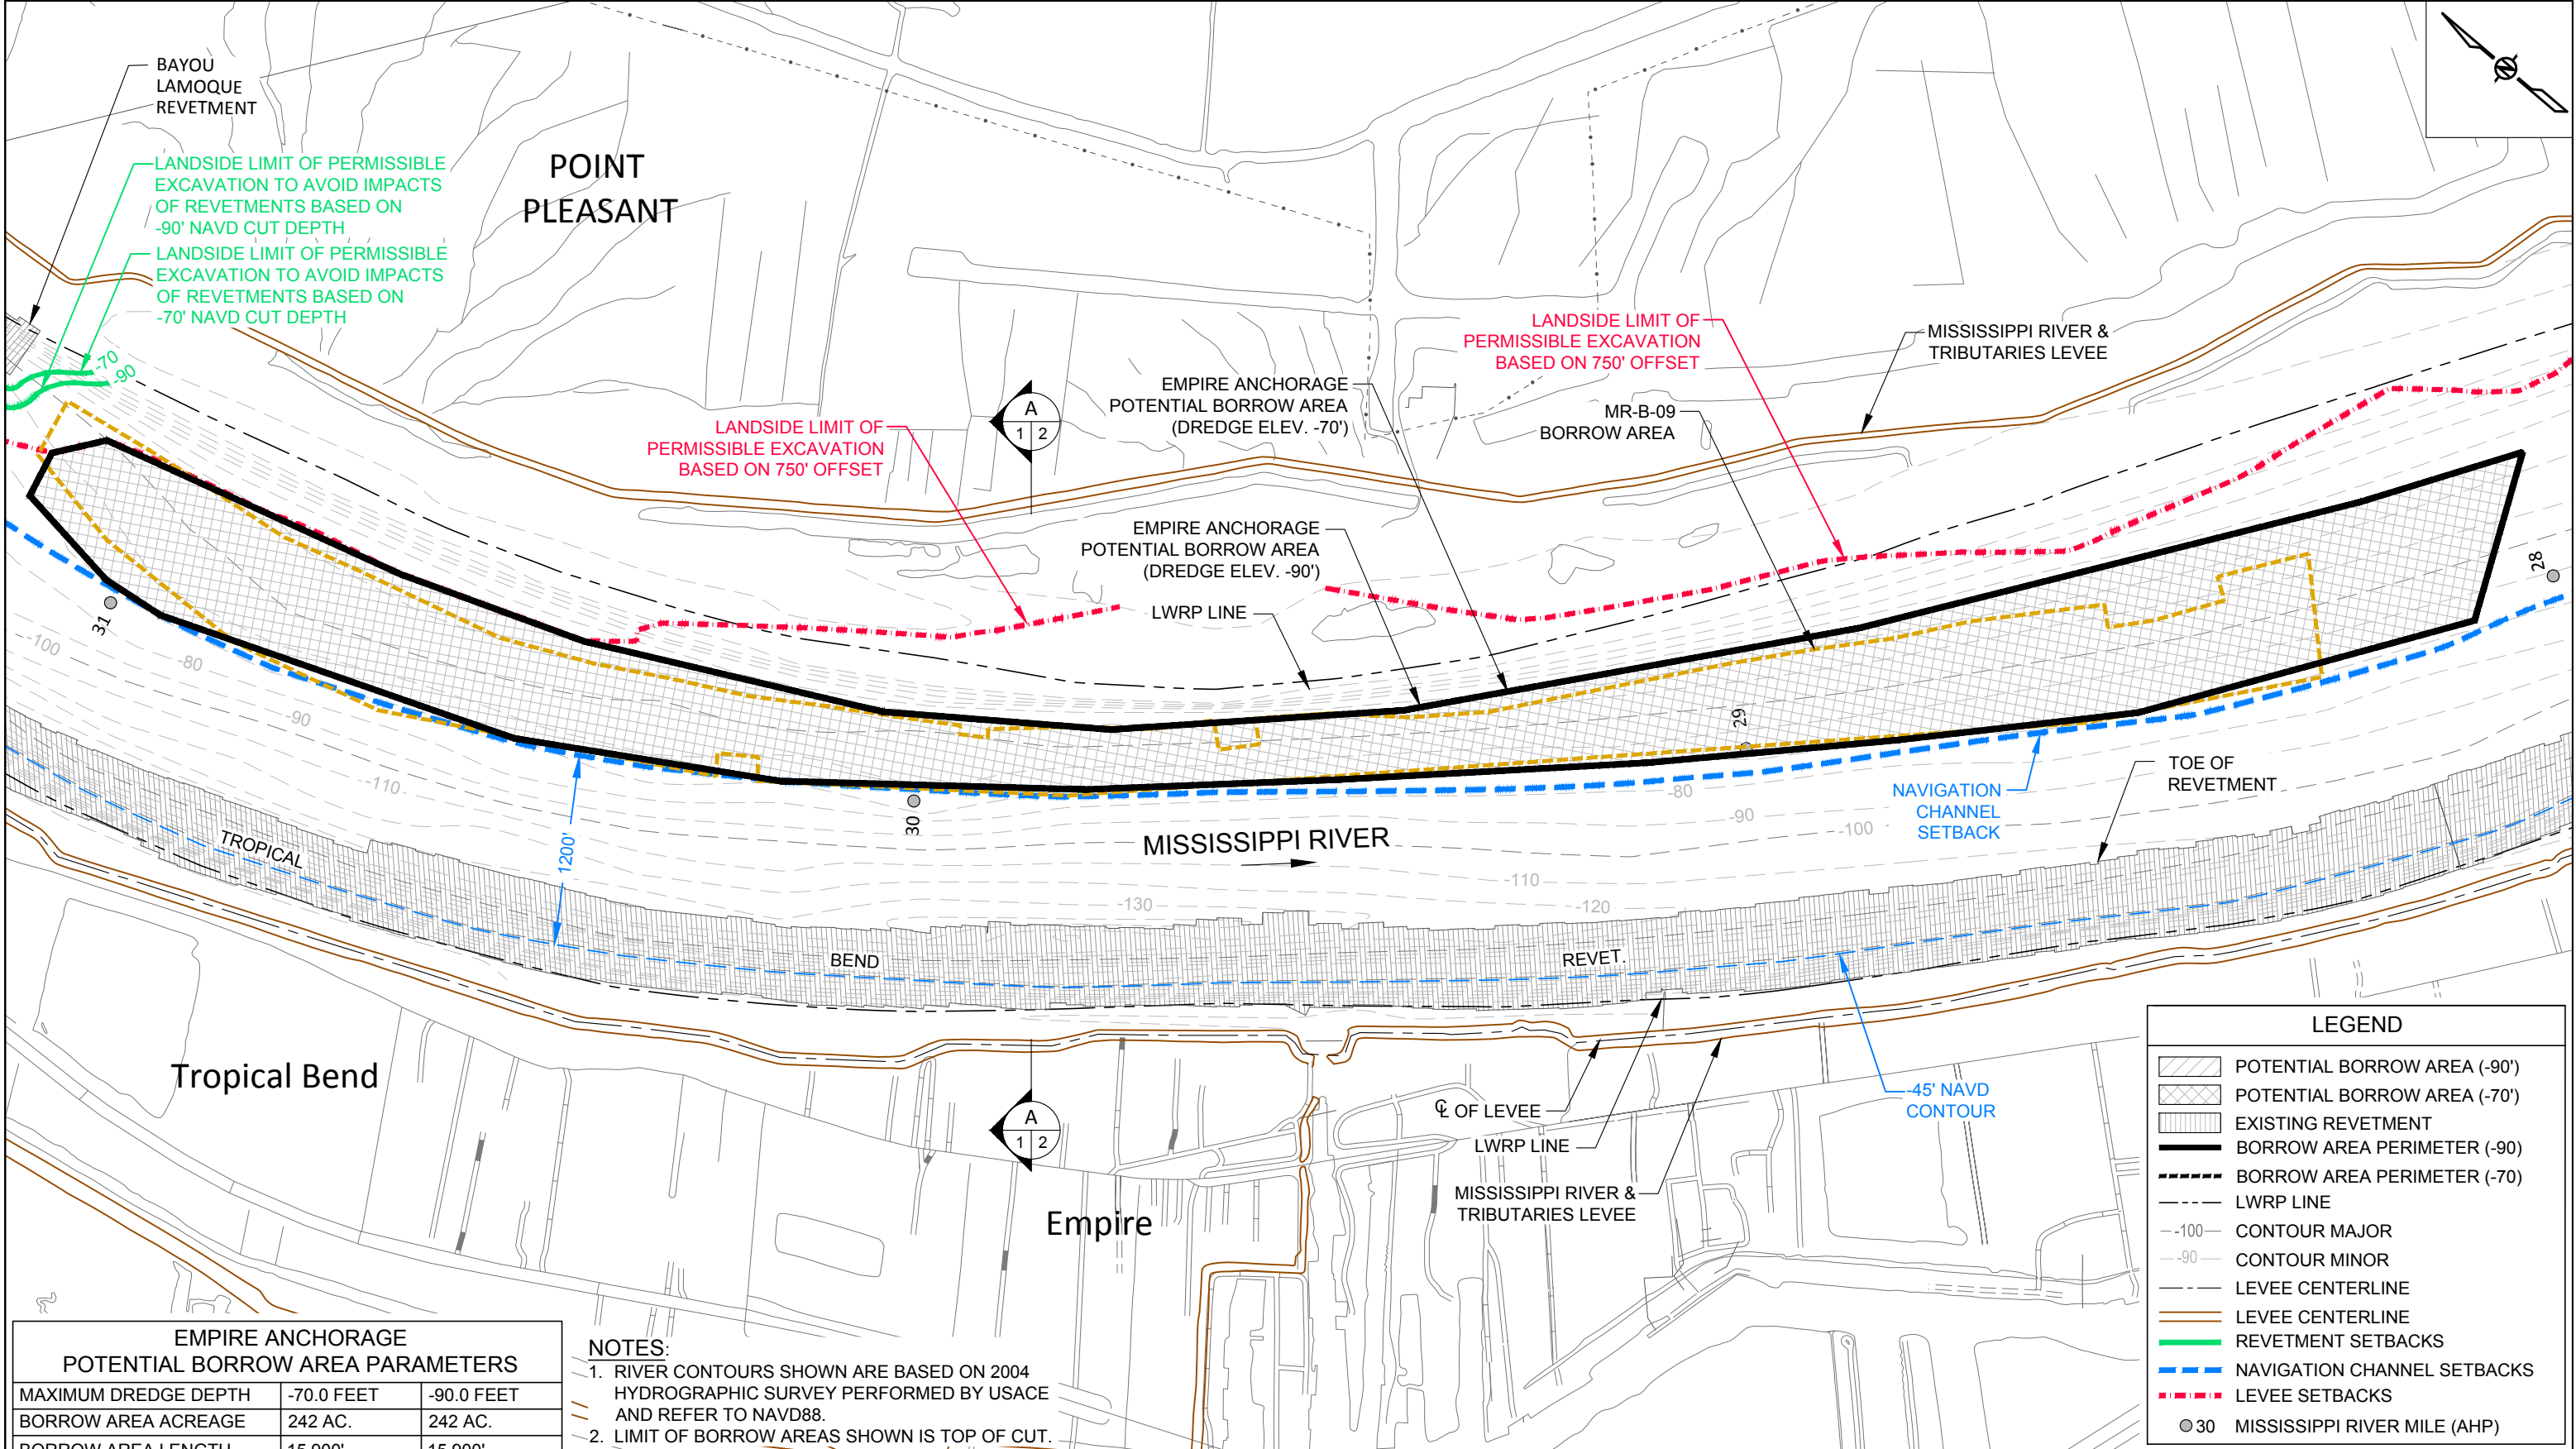 BAYOU
LAMOQUE
REVETMENT
LANDSIDE LIMIT OF PERMISSIBLE
EXCAVATION TO AVOID IMPACTS
OF REVETMENTS BASED ON
-90' NAVD CUT DEPTH
LANDSIDE LIMIT OF PERMISSIBLE
EXCAVATION TO AVOID IMPACTS
OF REVETMENTS BASED ON
-70' NAVD CUT DEPTH
-70
-90
POINT
PLEASANT
N
LANDSIDE LIMIT OF
PERMISSIBLE EXCAVATION
BASED ON 750' OFFSET
A
1 2
EMPIRE ANCHORAGE
POTENTIAL BORROW AREA
(DREDGE ELEV. -70')
LANDSIDE LIMIT OF
PERMISSIBLE EXCAVATION
BASED ON 750' OFFSET
MR-B-09
BORROW AREA
MISSISSIPPI RIVER &
TRIBUTARIES LEVEE
EMPIRE ANCHORAGE
POTENTIAL BORROW AREA
(DREDGE ELEV. -90')
LWRP LINE
31
30
29
28
-100
-80
-90
-110
-130
-80
-90
-100
-110
-120
1200'
MISSISSIPPI RIVER
NAVIGATION
CHANNEL
SETBACK
TOE OF
REVETMENT
TROPICAL
BEND
REVET.
Tropical Bend
A
1 2
Empire
℄ OF LEVEE
LWRP LINE
MISSISSIPPI RIVER &
TRIBUTARIES LEVEE
-45' NAVD
CONTOUR
LEGEND
POTENTIAL BORROW AREA (-90')
POTENTIAL BORROW AREA (-70')
EXISTING REVETMENT
BORROW AREA PERIMETER (-90)
BORROW AREA PERIMETER (-70)
LWRP LINE
-100 CONTOUR MAJOR
-90 CONTOUR MINOR
LEVEE CENTERLINE
LEVEE CENTERLINE
REVETMENT SETBACKS
NAVIGATION CHANNEL SETBACKS
LEVEE SETBACKS
30 MISSISSIPPI RIVER MILE (AHP)
EMPIRE ANCHORAGE
POTENTIAL BORROW AREA PARAMETERS
MAXIMUM DREDGE DEPTH -70.0 FEET -90.0 FEET
BORROW AREA ACREAGE 242 AC. 242 AC.
BORROW AREA LENGTH 15,900' 15,900'
NOTES:
1. RIVER CONTOURS SHOWN ARE BASED ON 2004
HYDROGRAPHIC SURVEY PERFORMED BY USACE
AND REFER TO NAVD88.
2. LIMIT OF BORROW AREAS SHOWN IS TOP OF CUT.